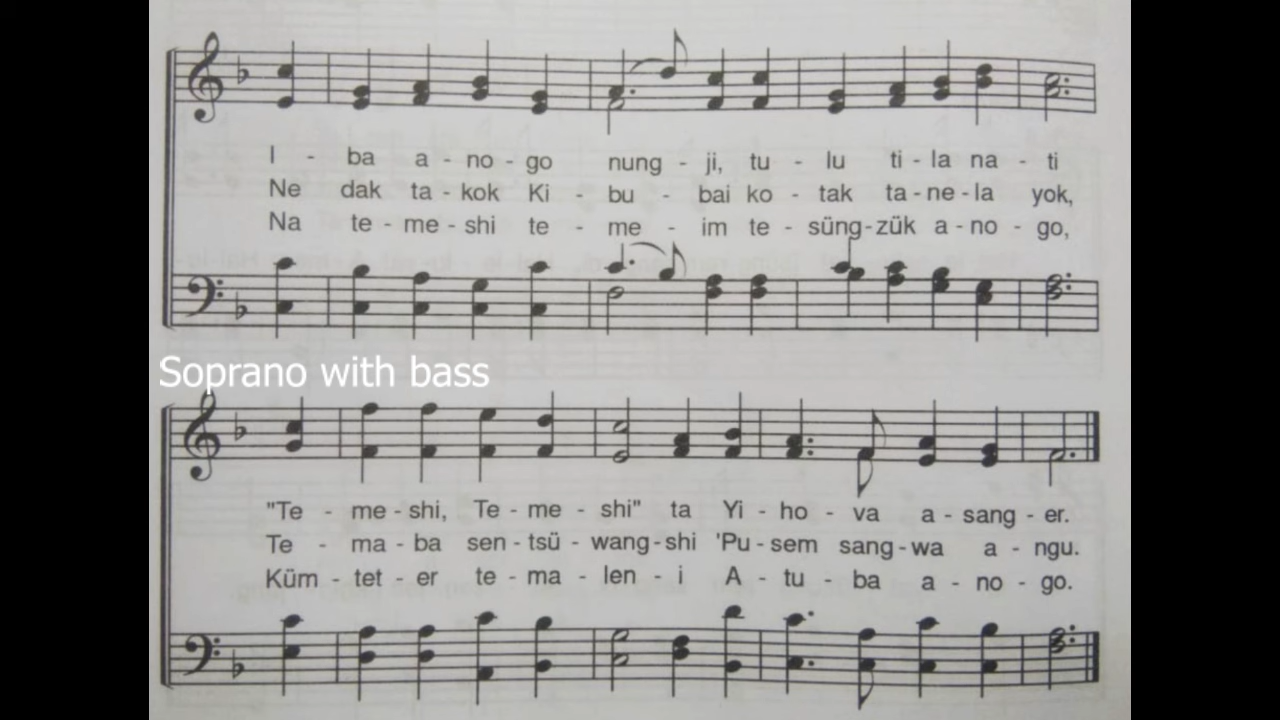 I - ba a - no - go nung - ji, tu - lu ti - la na - ti
Ne dak ta - kok Ki - bu - bai ko - tak ta - ne - la yok,
Na te - me - shi te - me - im te - süng - zük a - no - go,
Soprano with bass
"Te - me - shi, Te - me - shi" ta Yi - ho - va a - sang - er.
Te - ma - ba sen - tsü - wang - shi 'Pu - sem sang - wa a - ngu.
Küm - tet - er te - ma - len - i A - tu - ba a - no - go.